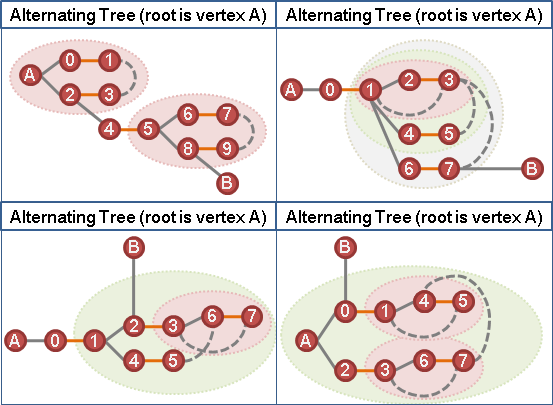 Alternating Tree (root is vertex A)
Alternating Tree (root is vertex A)
A 0 1
2 3
4 5 6 7
8 9
B
A 0 1 2 3
4 5
6 7 B
Alternating Tree (root is vertex A)
Alternating Tree (root is vertex A)
B
A 0 1 2 3 6 7
4 5
B
A 0 1 4 5
2 3 6 7